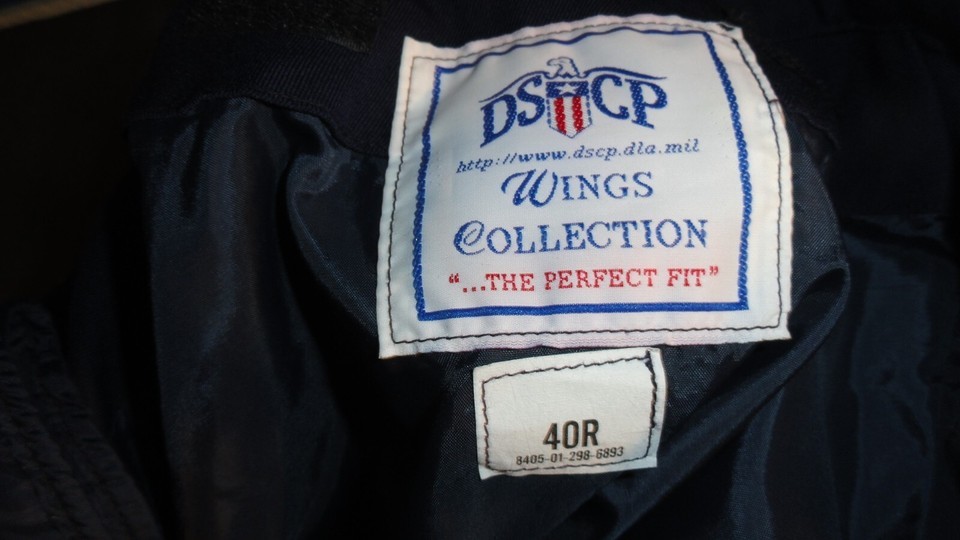 DSCP
http://www.dscp.dla.mil
WINGS
COLLECTION
“...THE PERFECT FIT”
40R
8405-01-298-6893